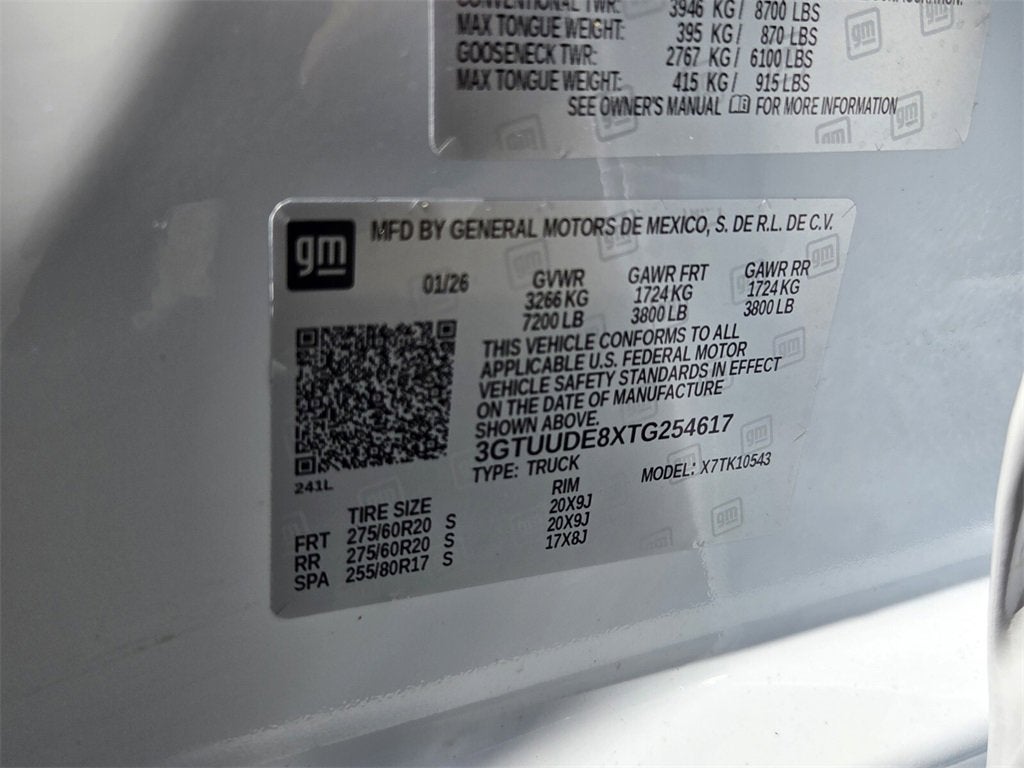 CONVENTIONAL TWR: 3946 KG/ 8700 LBS
MAX TONGUE WEIGHT: 395 KG/ 870 LBS
GOOSENECK TWR: 2767 KG/ 6100 LBS
MAX TONGUE WEIGHT: 415 KG/ 915 LBS
SEE OWNER'S MANUAL FOR MORE INFORMATION
gm
MFD BY GENERAL MOTORS DE MEXICO, S. DE R.L. DE C.V.
01/26 GVWR GAWR FRT GAWR RR
3266 KG 1724 KG 1724 KG
7200 LB 3800 LB 3800 LB
THIS VEHICLE CONFORMS TO ALL
APPLICABLE U.S. FEDERAL MOTOR
VEHICLE SAFETY STANDARDS IN EFFECT
ON THE DATE OF MANUFACTURE
SHOWN ABOVE.
3GTUUDE8XTG254617
TYPE: TRUCK MODEL: X7TK10543
241L
TIRE SIZE RIM
FRT 275/60R20 S 20X9J
RR 275/60R20 S 20X9J
SPA 255/80R17 S 17X8J